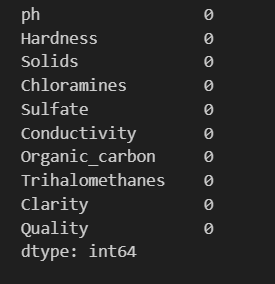 ph 0
Hardness 0
Solids 0
Chloramines 0
Sulfate 0
Conductivity 0
Organic_carbon 0
Trihalomethanes 0
Clarity 0
Quality 0
dtype: int64